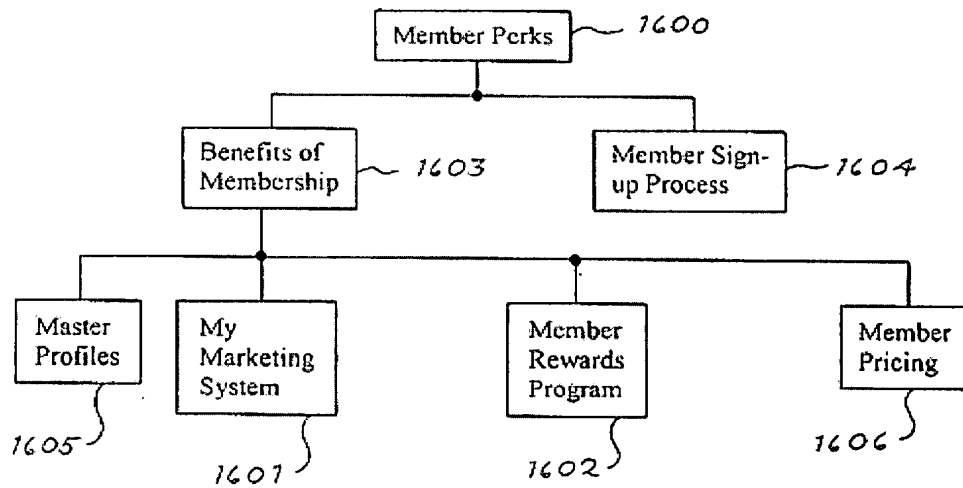 Member Perks
1600
Benefits of
Membership
1603
Member Sign-
up Process
1604
Master
Profiles
My
Marketing
System
Member
Rewards
Program
Member
Pricing
1605
1601
1602
1606